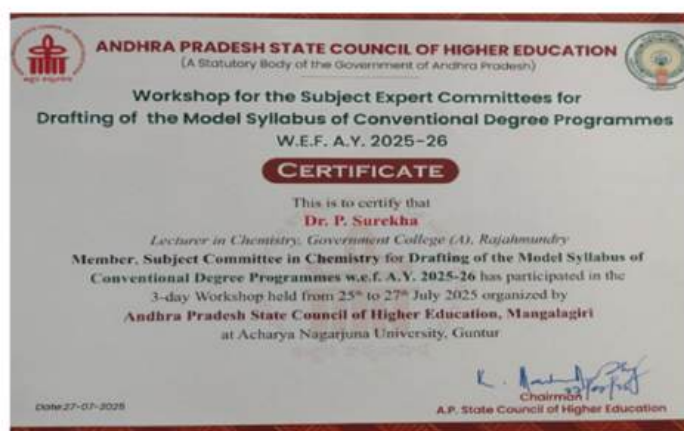 ANDHRA PRADESH STATE COUNCIL OF HIGHER EDUCATION
(A Statutory Body of the Government of Andhra Pradesh)
Workshop for the Subject Expert Committees for
Drafting of the Model Syllabus of Conventional Degree Programmes
W.E.F. A.Y. 2025-26
CERTIFICATE
This is to certify that
Dr. P. Surekha
Lecturer in Chemistry, Government College (A), Rajahmundry
Member, Subject Committee in Chemistry for Drafting of the Model Syllabus of
Conventional Degree Programmes w.e.f. A.Y. 2025-26 has participated in the
3-day Workshop held from 25th to 27th July 2025 organized by
Andhra Pradesh State Council of Higher Education, Mangalagiri
at Acharya Nagarjuna University, Guntur
Chairman
Date:27-07-2025
A.P. State Council of Higher Education